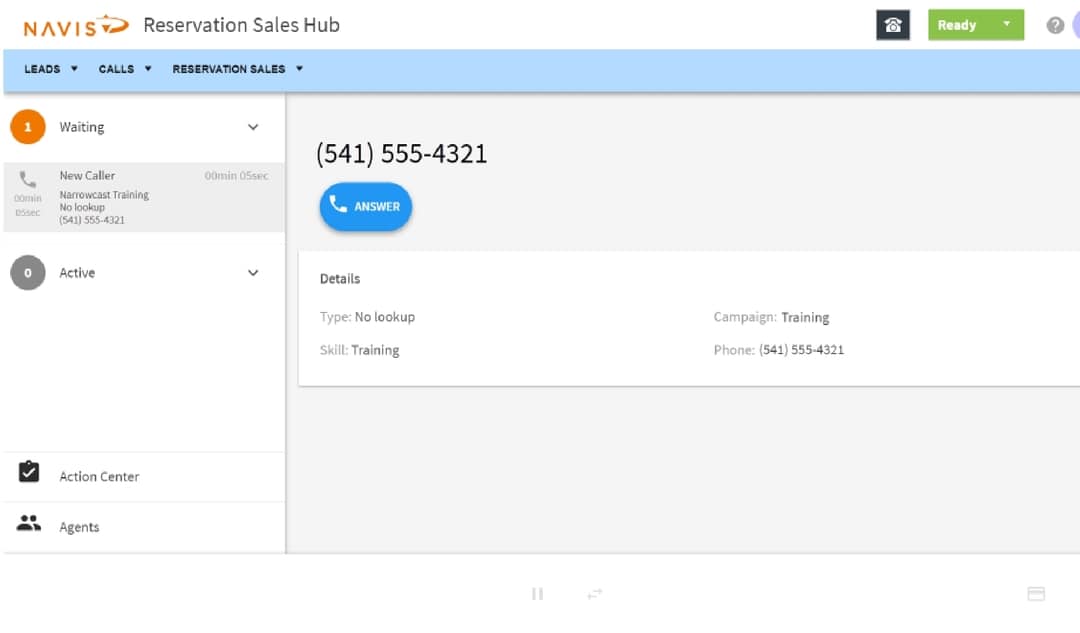 NAVIS Reservation Sales Hub Ready
LEADS CALLS RESERVATION SALES
1 Waiting
New Caller 00min 05sec
00min
05sec
Narrowcast Training
No lookup
(541) 555-4321
0 Active
Action Center
Agents
(541) 555-4321
ANSWER
Details
Type: No lookup Campaign: Training
Skill: Training Phone: (541) 555-4321